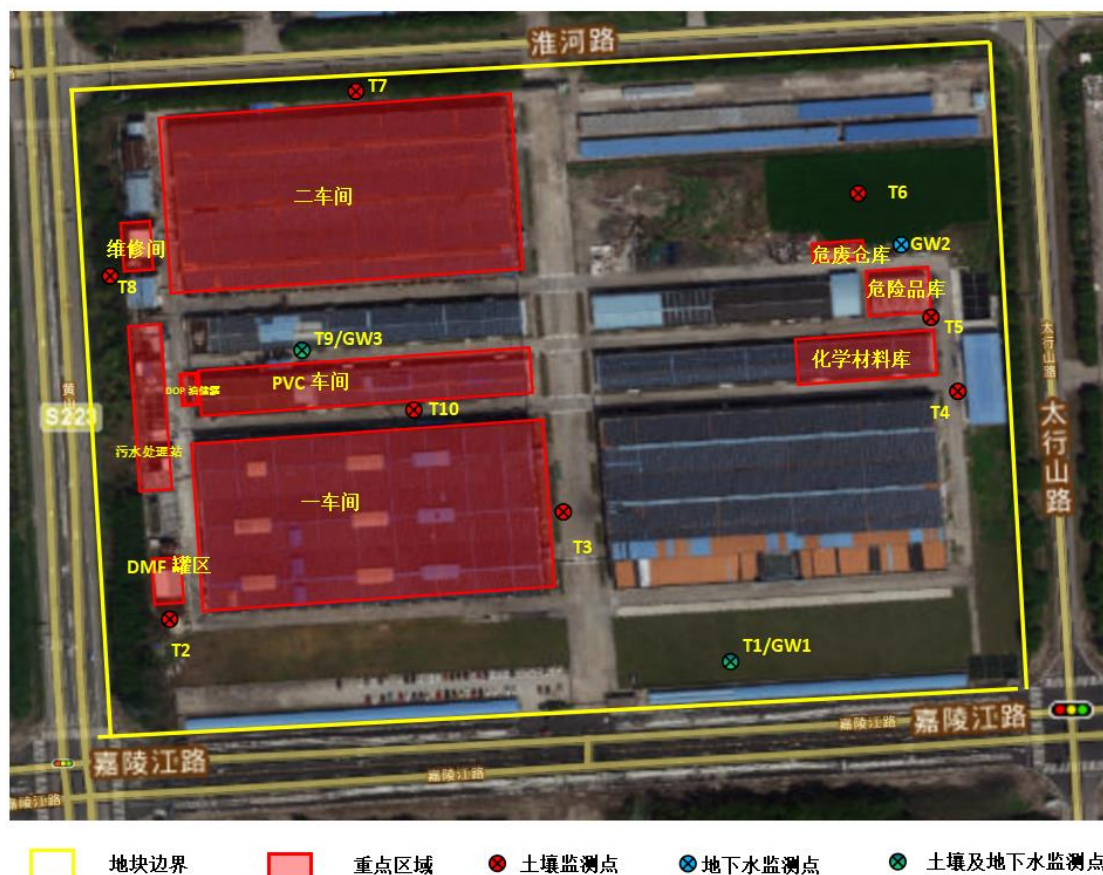 淮河路
T7
二车间
T6
维修间
GW2
危废仓库
T8
危险品库
T5
T9/GW3
太行山路
化学材料库
PVC 车间
DOP 油储罐
黄山
S223
T10
T4
污水处理站
太行山路
一车间
T3
DMF 罐区
T2
T1/GW1
嘉陵江路
嘉陵江路
嘉陵江路
嘉陵江路
嘉陵江路
地块边界
重点区域
土壤监测点
地下水监测点
土壤及地下水监测点